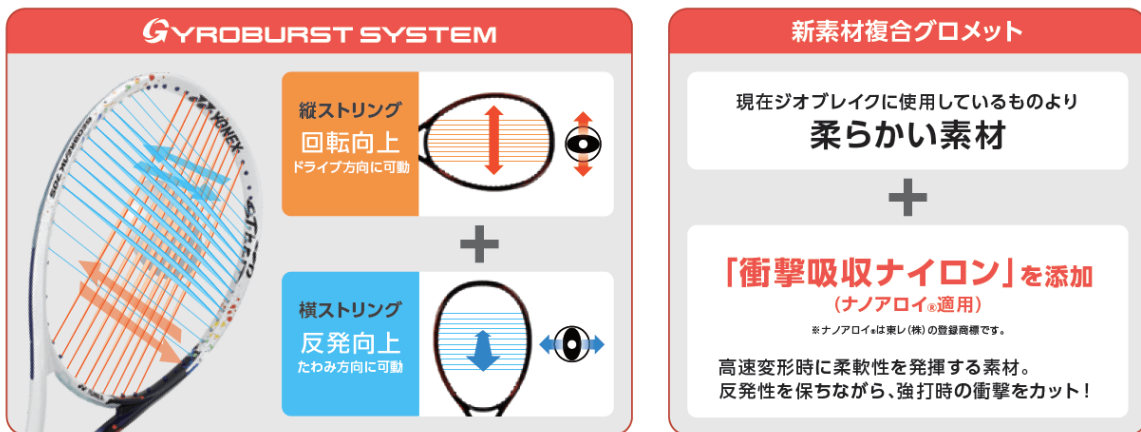 GYROBURST SYSTEM
YONEX
GEOBREAK 70S
縦ストリング
回転向上
ドライブ方向に可動
+
横ストリング
反発向上
たわみ方向に可動
新素材複合グロメット
現在ジオブレイクに使用しているものより
柔らかい素材
+
「衝撃吸収ナイロン」を添加
(ナノアロイ®適用)
※ナノアロイ®は東レ(株)の登録商標です。
高速変形時に柔軟性を発揮する素材。
反発性を保ちながら、強打時の衝撃をカット!